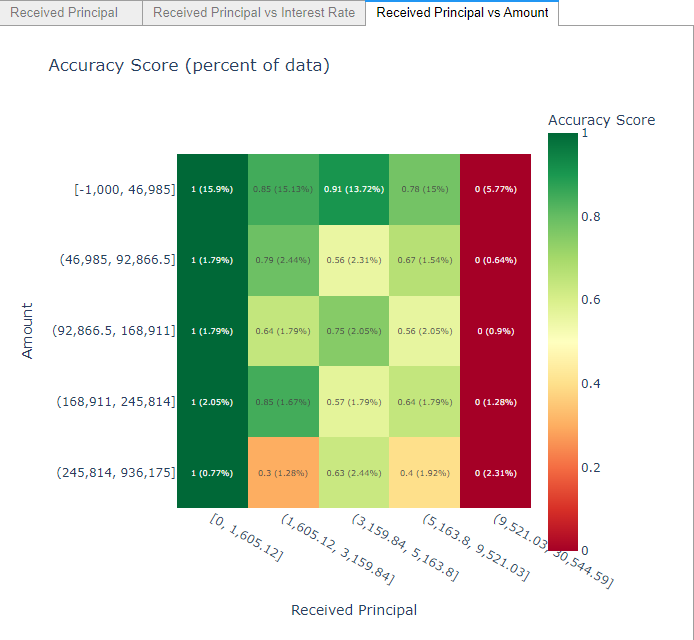 Received Principal
Received Principal vs Interest Rate
Received Principal vs Amount
Accuracy Score (percent of data)
Accuracy Score
1
0.8
0.6
0.4
0.2
0
Amount
[-1,000, 46,985] 1 (15.9%) 0.85 (15.13%) 0.91 (13.72%) 0.78 (15%) 0 (5.77%)
(46,985, 92,866.5] 1 (1.79%) 0.79 (2.44%) 0.56 (2.31%) 0.67 (1.54%) 0 (0.64%)
(92,866.5, 168,911] 1 (1.79%) 0.64 (1.79%) 0.75 (2.05%) 0.56 (2.05%) 0 (0.9%)
(168,911, 245,814] 1 (2.05%) 0.85 (1.67%) 0.57 (1.79%) 0.64 (1.79%) 0 (1.28%)
(245,814, 936,175] 1 (0.77%) 0.3 (1.28%) 0.63 (2.44%) 0.4 (1.92%) 0 (2.31%)
[0, 1,605.12]
(1,605.12, 3,159.84]
(3,159.84, 5,163.8]
(5,163.8, 9,521.03]
(9,521.03, 30,544.59]
Received Principal